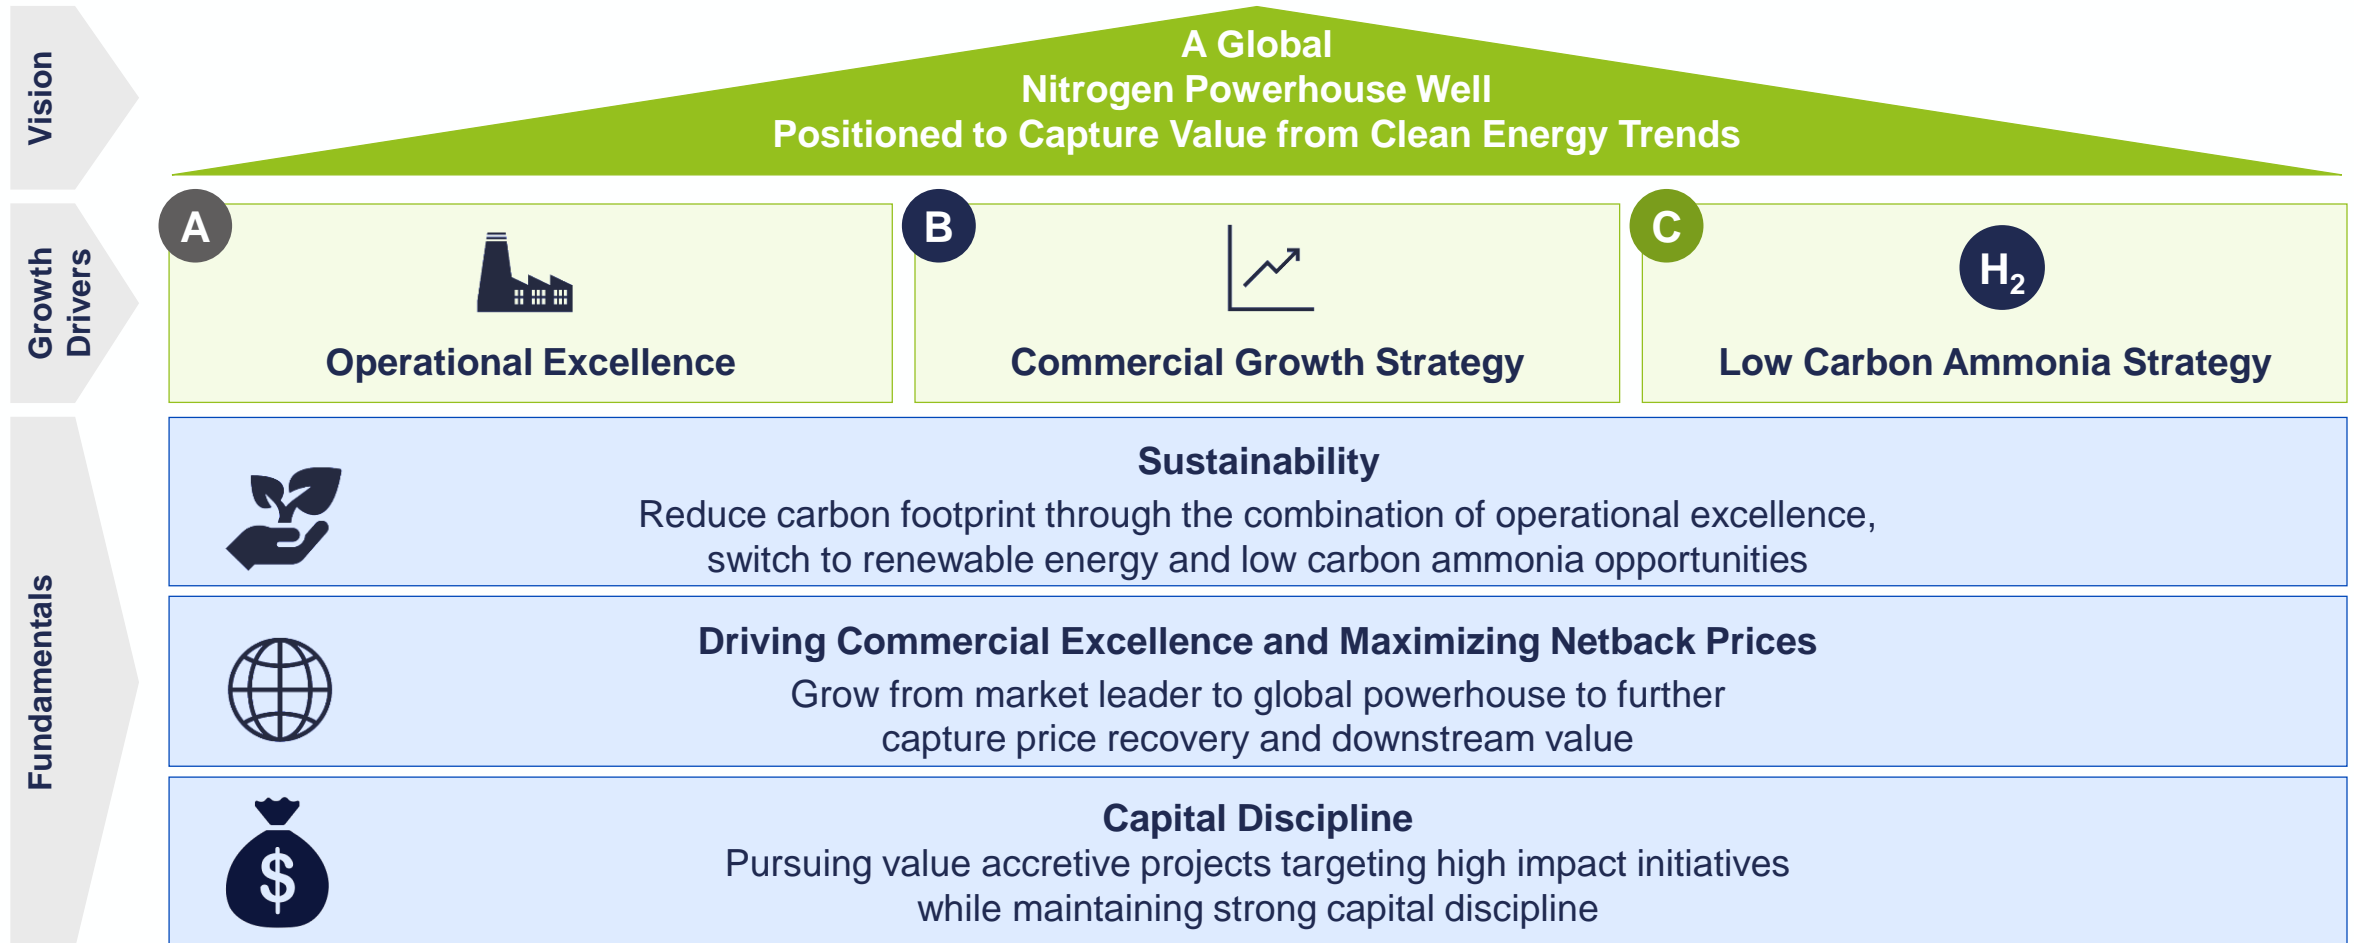 Vision
A Global
Nitrogen Powerhouse Well
Positioned to Capture Value from Clean Energy Trends
Growth
Drivers
A
Operational Excellence
B
Commercial Growth Strategy
C
H₂
Low Carbon Ammonia Strategy
Fundamentals
Sustainability
Reduce carbon footprint through the combination of operational excellence,
switch to renewable energy and low carbon ammonia opportunities
Driving Commercial Excellence and Maximizing Netback Prices
Grow from market leader to global powerhouse to further
capture price recovery and downstream value
$
Capital Discipline
Pursuing value accretive projects targeting high impact initiatives
while maintaining strong capital discipline